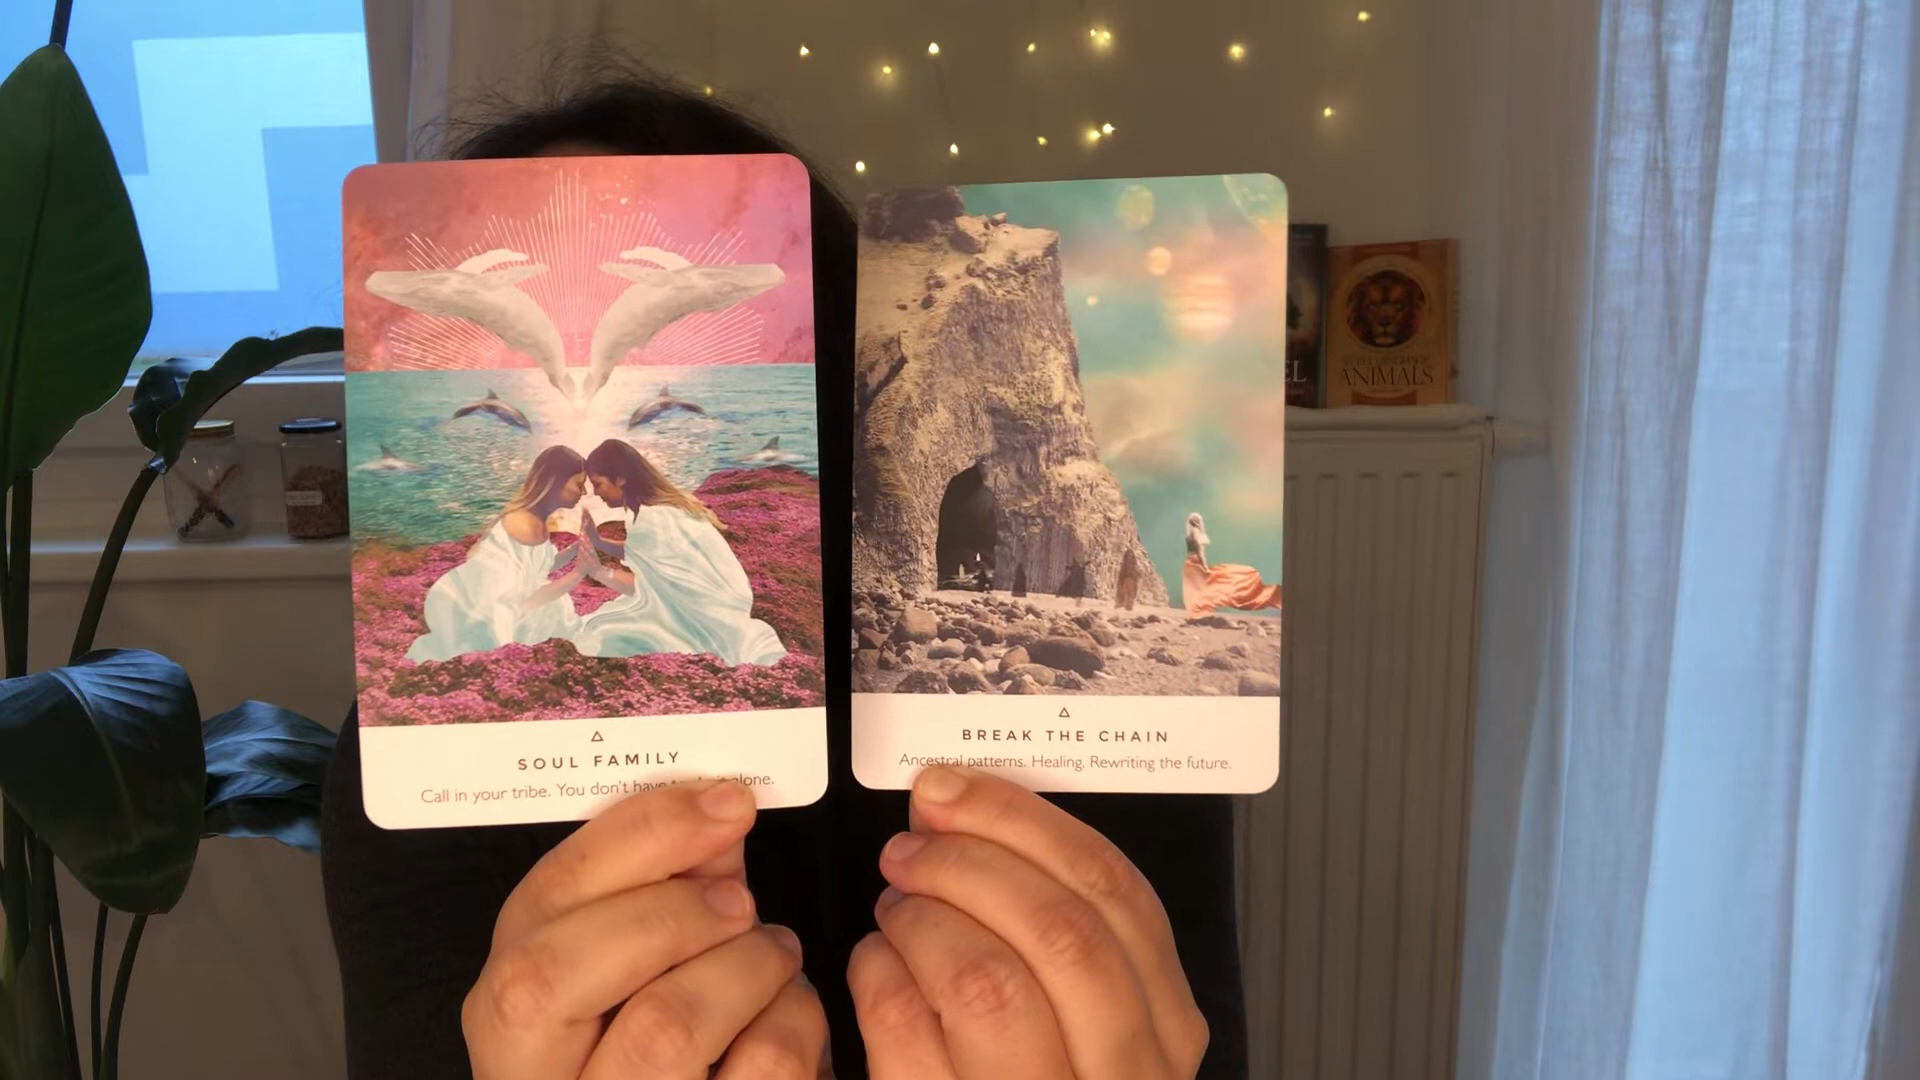 SOUL FAMILY
Call in your tribe. You don't have alone.
BREAK THE CHAIN
Ancestral patterns. Healing. Rewriting the future.
ANIMALS